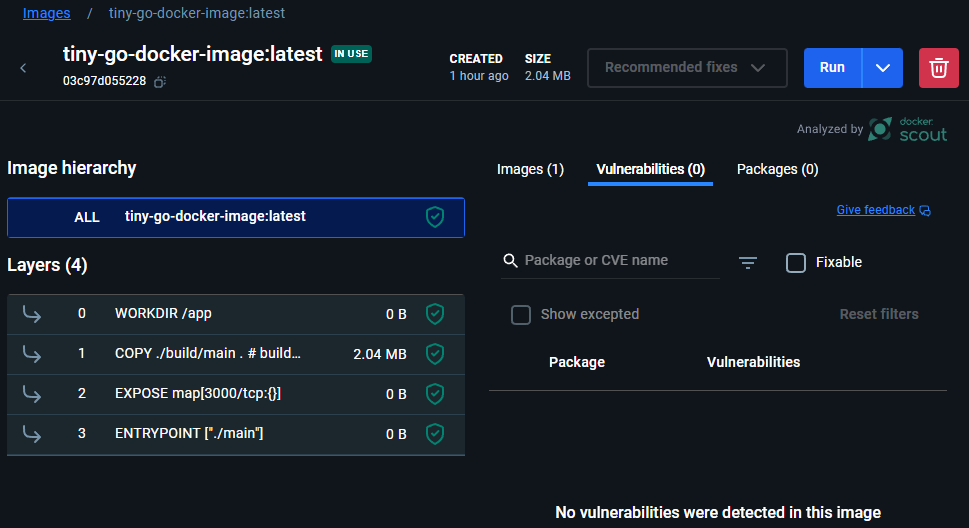 Images / tiny-go-docker-image:latest
tiny-go-docker-image:latest IN USE
03c97d055228
CREATED SIZE
1 hour ago 2.04 MB
Recommended fixes
Run
Analyzed by docker scout
Image hierarchy
ALL tiny-go-docker-image:latest
Layers (4)
0 WORKDIR /app 0 B
1 COPY ./build/main . # build... 2.04 MB
2 EXPOSE map[3000/tcp:{}] 0 B
3 ENTRYPOINT ["./main"] 0 B
Images (1) Vulnerabilities (0) Packages (0)
Give feedback
Package or CVE name Fixable
Show excepted Reset filters
Package Vulnerabilities
No vulnerabilities were detected in this image